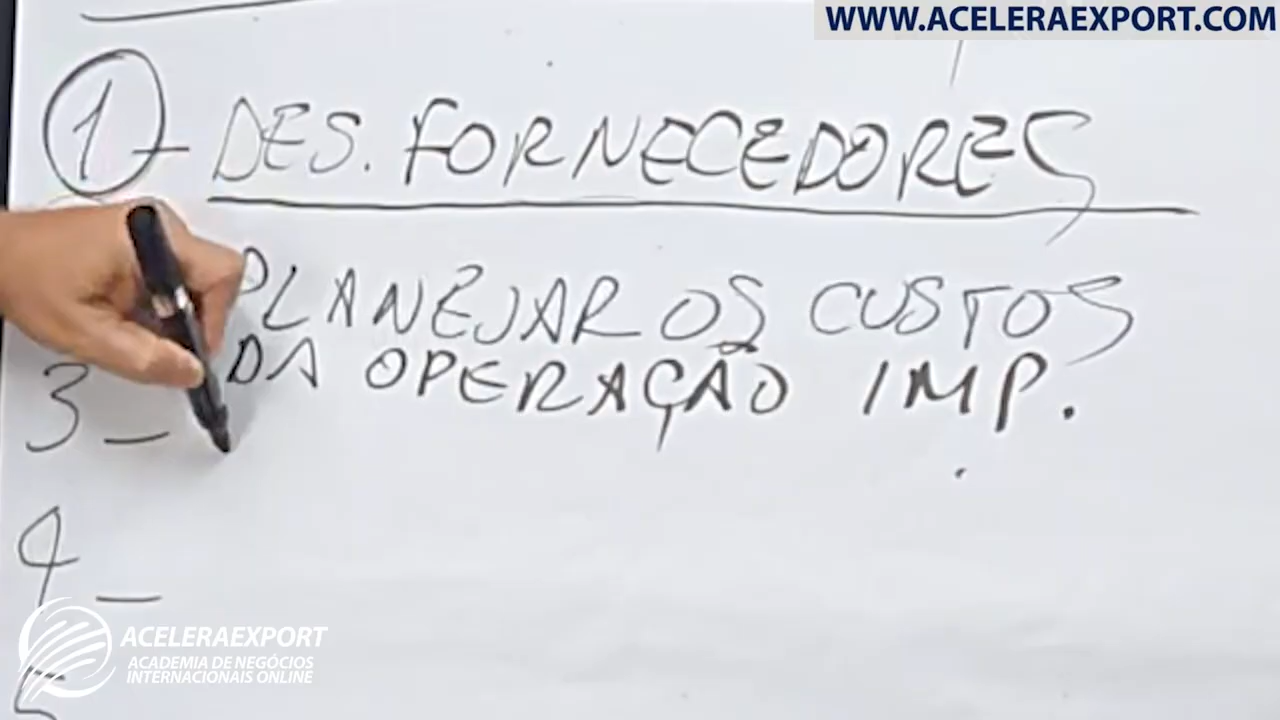 WWW.ACELERAEXPORT.COM
1- DES. FORNECEDORES
PLANEJAR OS CUSTOS
DA OPERAÇÃO IMP.
3-
4-
5
ACELERAEXPORT
ACADEMIA DE NEGÓCIOS
INTERNACIONAIS ONLINE